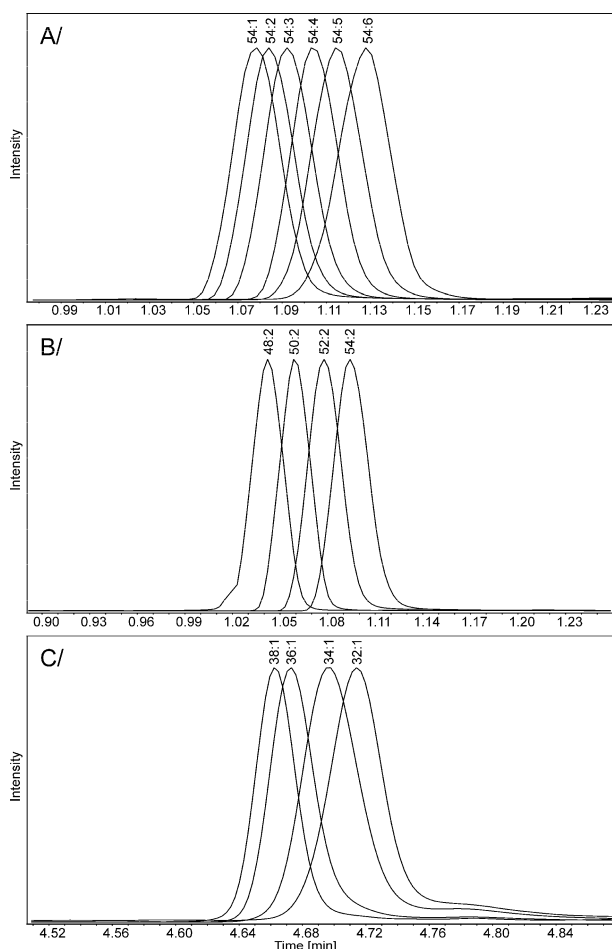 A/
54:1 54:2 54:3 54:4 54:5 54:6
Intensity
0.99 1.01 1.03 1.05 1.07 1.09 1.11 1.13 1.15 1.17 1.19 1.21 1.23
B/
48:2 50:2 52:2 54:2
Intensity
0.90 0.93 0.96 0.99 1.02 1.05 1.08 1.11 1.14 1.17 1.20 1.23
C/
38:1 36:1 34:1 32:1
Intensity
4.52 4.56 4.60 4.64 4.68 4.72 4.76 4.80 4.84
Time [min]